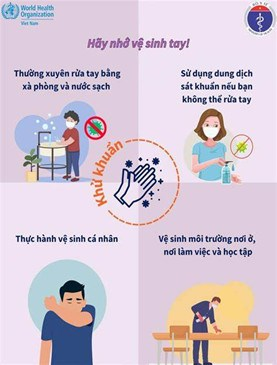 World Health
Organization
Viet Nam
Hãy nhớ vệ sinh tay!
Thường xuyên rửa tay bằng
xà phòng và nước sạch
Sử dụng dung dịch
sát khuẩn nếu bạn
không thể rửa tay
Khử khuẩn
Thực hành vệ sinh cá nhân
Vệ sinh môi trường nơi ở,
nơi làm việc và học tập